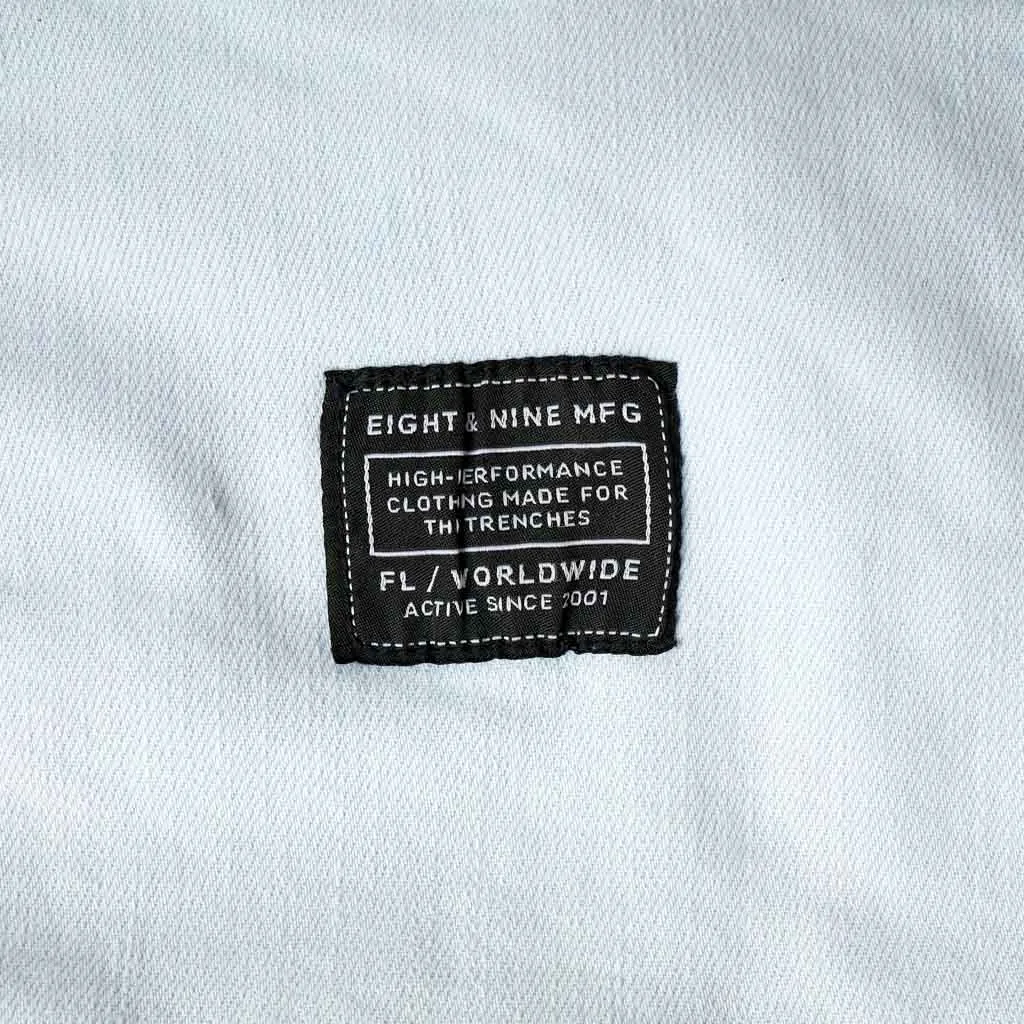 EIGHT & NINE MFG
HIGH-PERFORMANCE
CLOTHING MADE FOR
THE TRENCHES
FL / WORLDWIDE
ACTIVE SINCE 2001